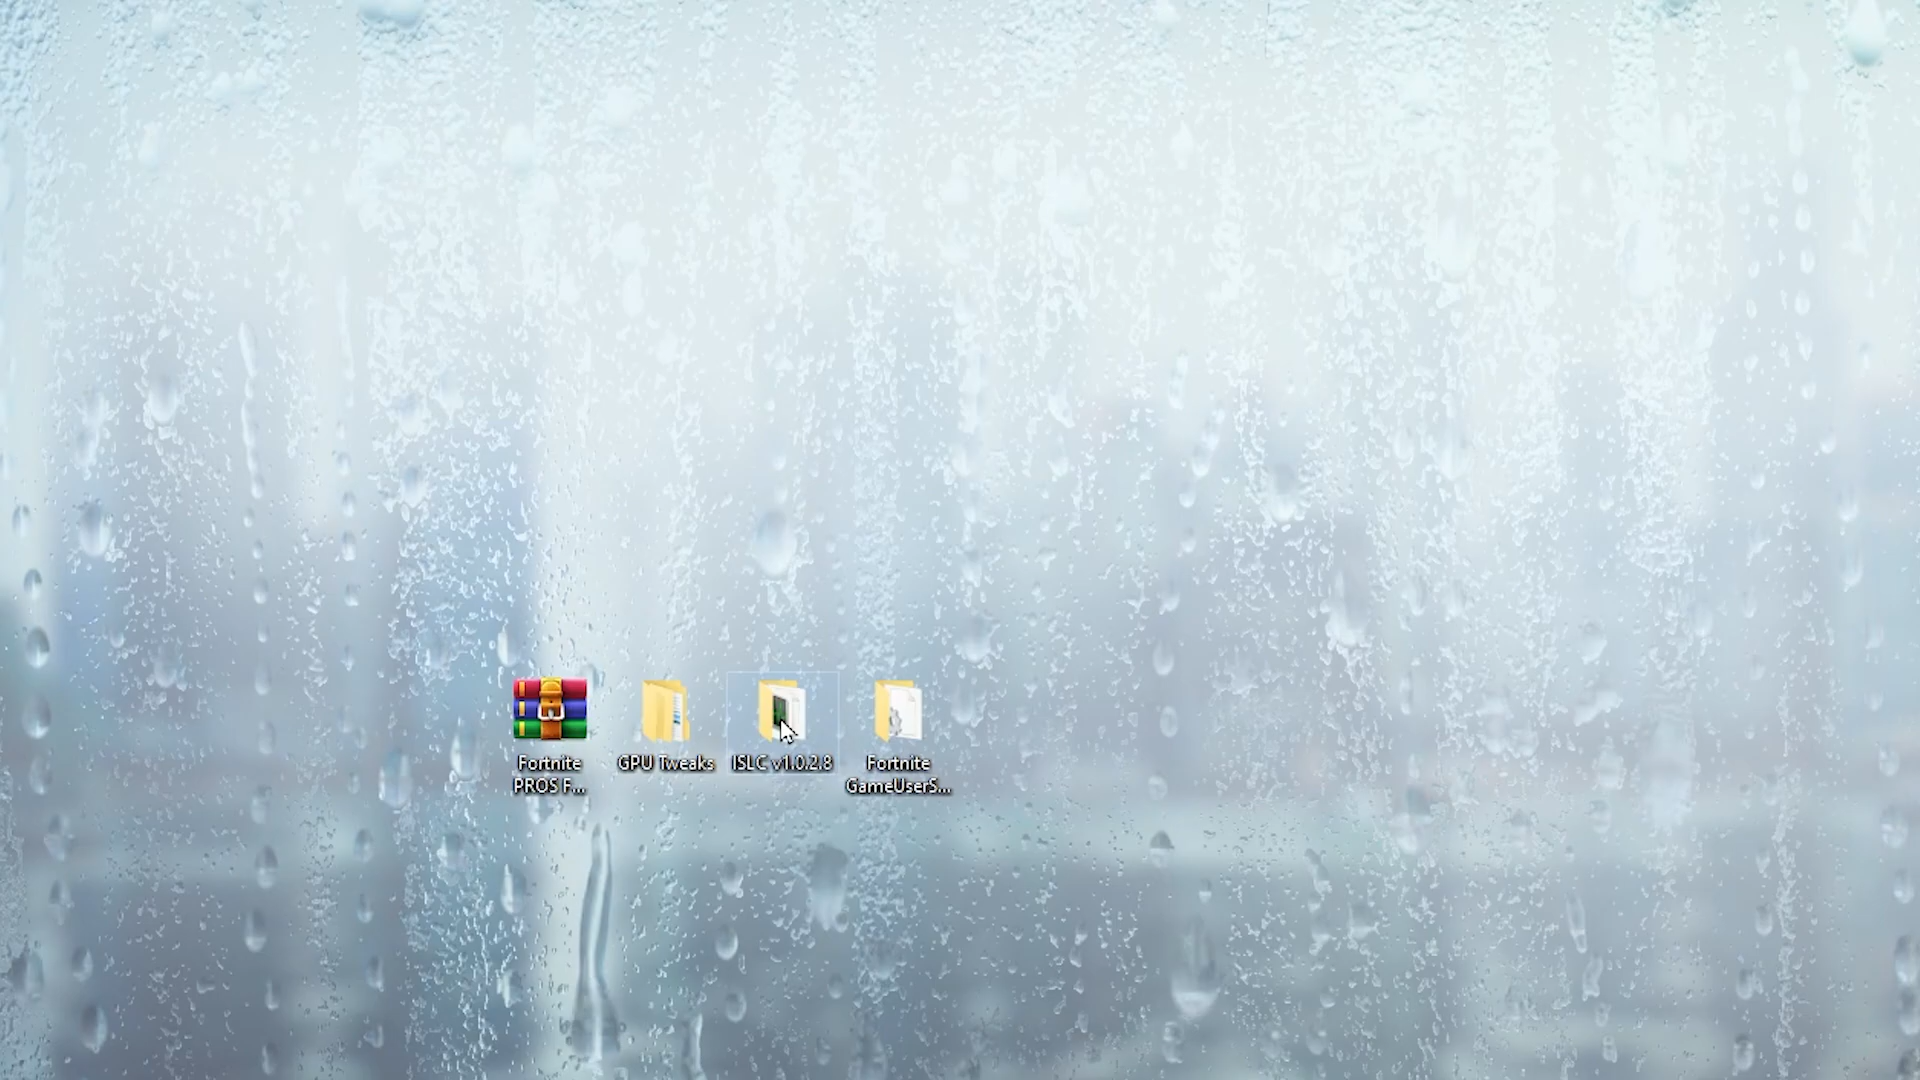 Fortnite
PROS F...
GPU Tweaks
ISLC v1.0.2.8
Fortnite
GameUserS...